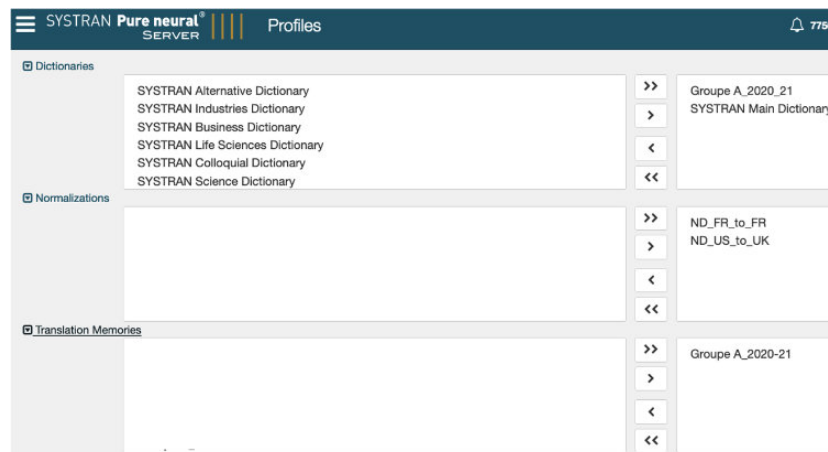 SYSTRAN Pure neural® SERVER
Profiles
775
Dictionaries
SYSTRAN Alternative Dictionary
SYSTRAN Industries Dictionary
SYSTRAN Business Dictionary
SYSTRAN Life Sciences Dictionary
SYSTRAN Colloquial Dictionary
SYSTRAN Science Dictionary
>>
>
<
<<
Groupe A_2020_21
SYSTRAN Main Dictionary
Normalizations
>>
>
<
<<
ND_FR_to_FR
ND_US_to_UK
Translation Memories
>>
>
<
<<
Groupe A_2020-21